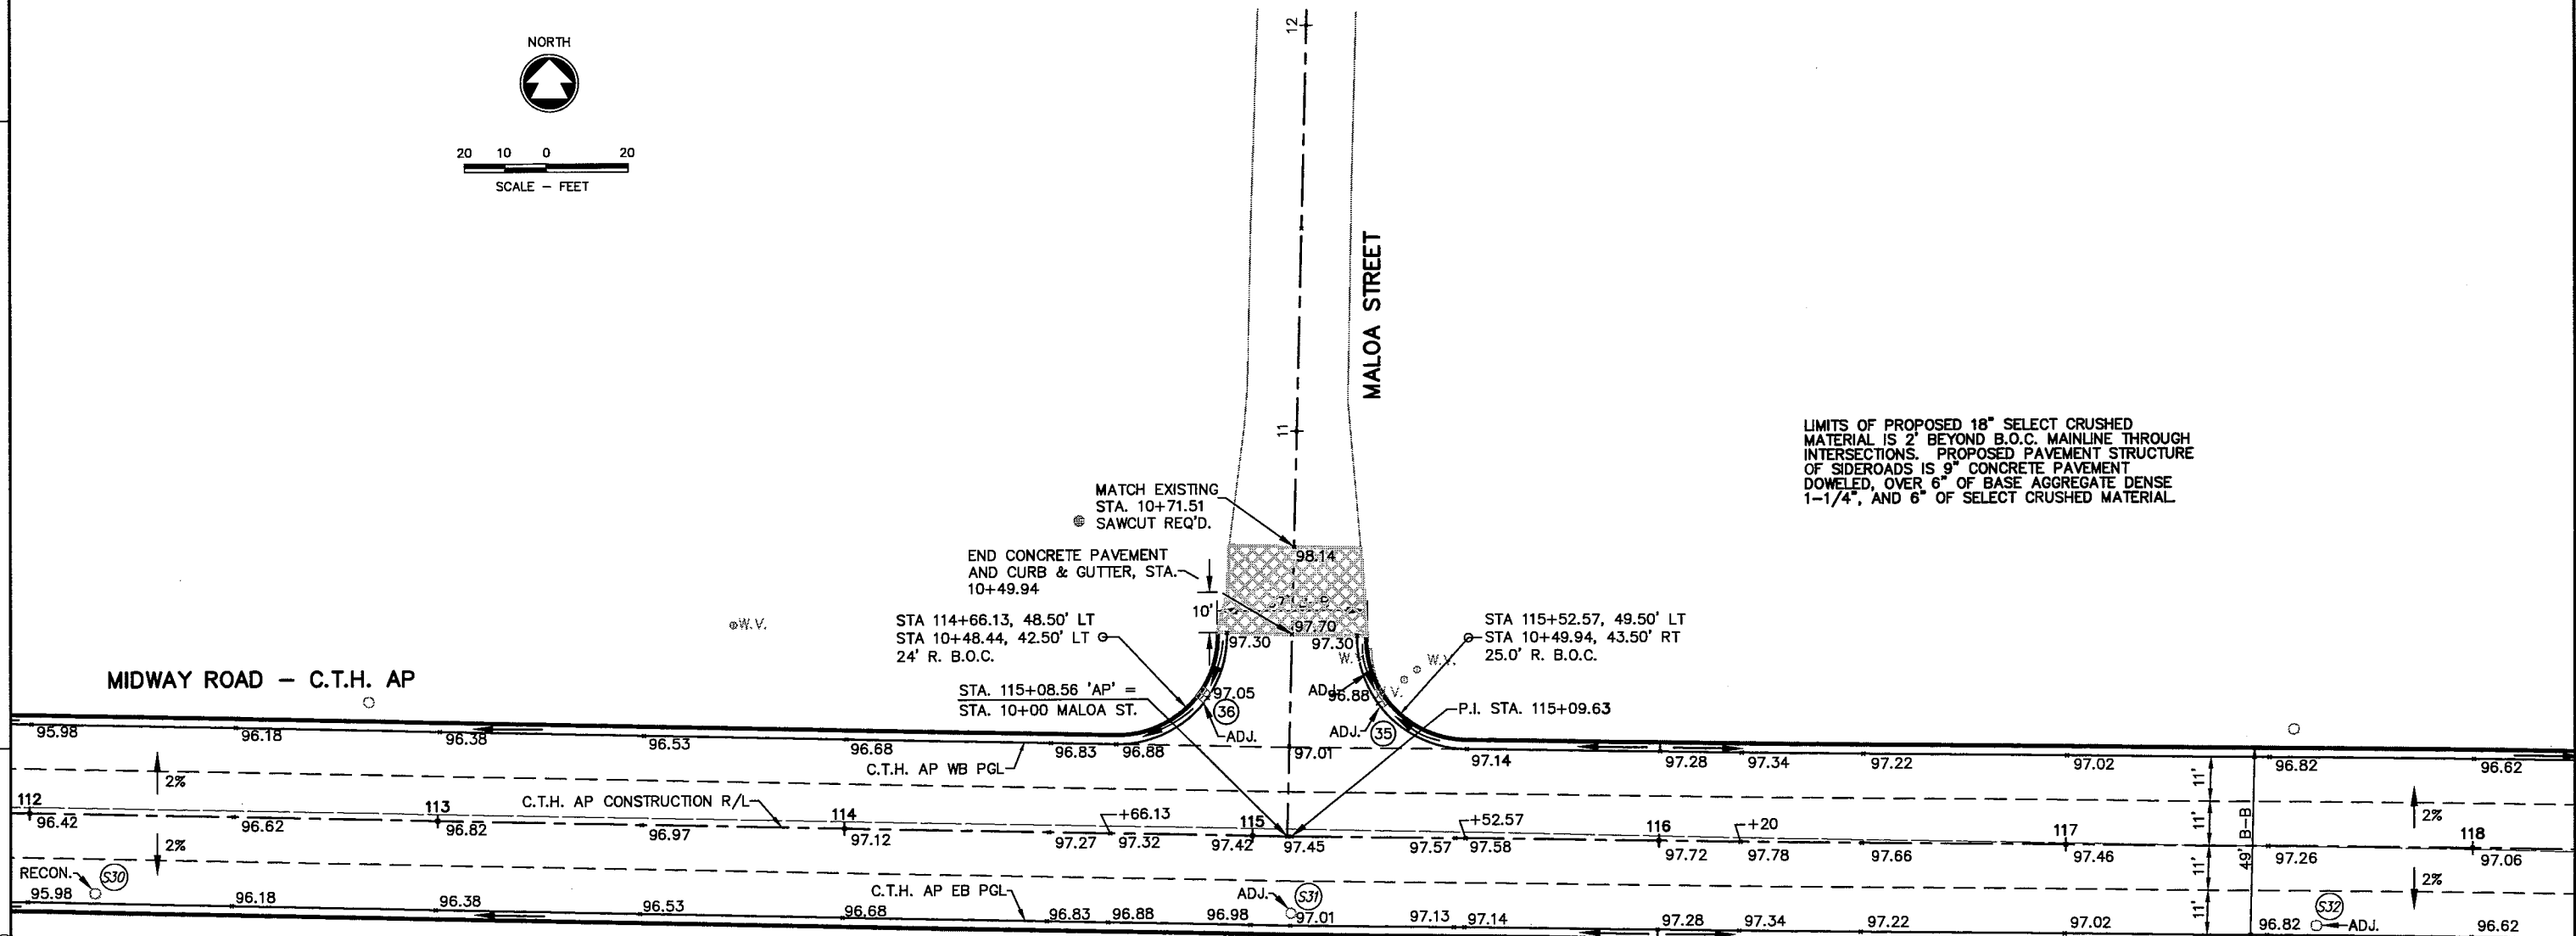 NORTH
20 10 0 20
SCALE – FEET
12
MALOA STREET
11
LIMITS OF PROPOSED 18" SELECT CRUSHED
MATERIAL IS 2' BEYOND B.O.C. MAINLINE THROUGH
INTERSECTIONS. PROPOSED PAVEMENT STRUCTURE
OF SIDEROADS IS 9" CONCRETE PAVEMENT
DOWELED, OVER 6" OF BASE AGGREGATE DENSE
1-1/4", AND 6" OF SELECT CRUSHED MATERIAL
MATCH EXISTING
STA. 10+71.51
SAWCUT REQ'D.
98.14
END CONCRETE PAVEMENT
AND CURB & GUTTER, STA.
10+49.94
10'
97.70
97.30 97.30
STA 114+66.13, 48.50' LT
STA 10+48.44, 42.50' LT
24' R. B.O.C.
STA 115+52.57, 49.50' LT
STA 10+49.94, 43.50' RT
25.0' R. B.O.C.
W.V.
W.V.
MIDWAY ROAD – C.T.H. AP
STA. 115+08.56 'AP' =
STA. 10+00 MALOA ST.
97.05
36
ADJ.
ADJ.
96.88
ADJ.
35
P.I. STA. 115+09.63
95.98 96.18 96.38 96.53 96.68 96.83 96.88 97.01 97.14 97.28 97.34 97.22 97.02 96.82 96.62
C.T.H. AP WB PGL
2%
11'
C.T.H. AP CONSTRUCTION R/L
112 113 114 +66.13 115 +52.57 116 +20 117 118
11'
49' B-B
2%
96.42 96.62 96.82 96.97 97.12 97.27 97.32 97.42 97.45 97.57 97.58 97.72 97.78 97.66 97.46 97.26 97.06
2%
11'
2%
RECON.
S30
C.T.H. AP EB PGL
ADJ.
S31
11'
S32
ADJ.
95.98 96.18 96.38 96.53 96.68 96.83 96.88 96.98 97.01 97.13 97.14 97.28 97.34 97.22 97.02 96.82 96.62